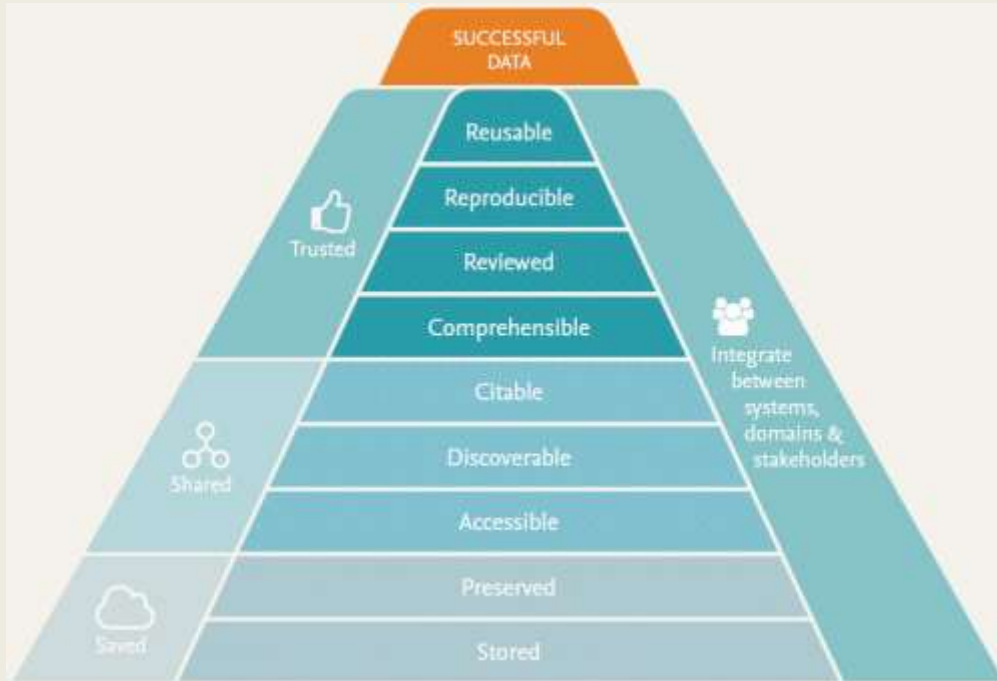 SUCCESSFUL
DATA
Reusable
Reproducible
Trusted
Reviewed
Comprehensible
Integrate
between
systems,
domains &
stakeholders
Citable
Discoverable
Shared
Accessible
Preserved
Saved
Stored